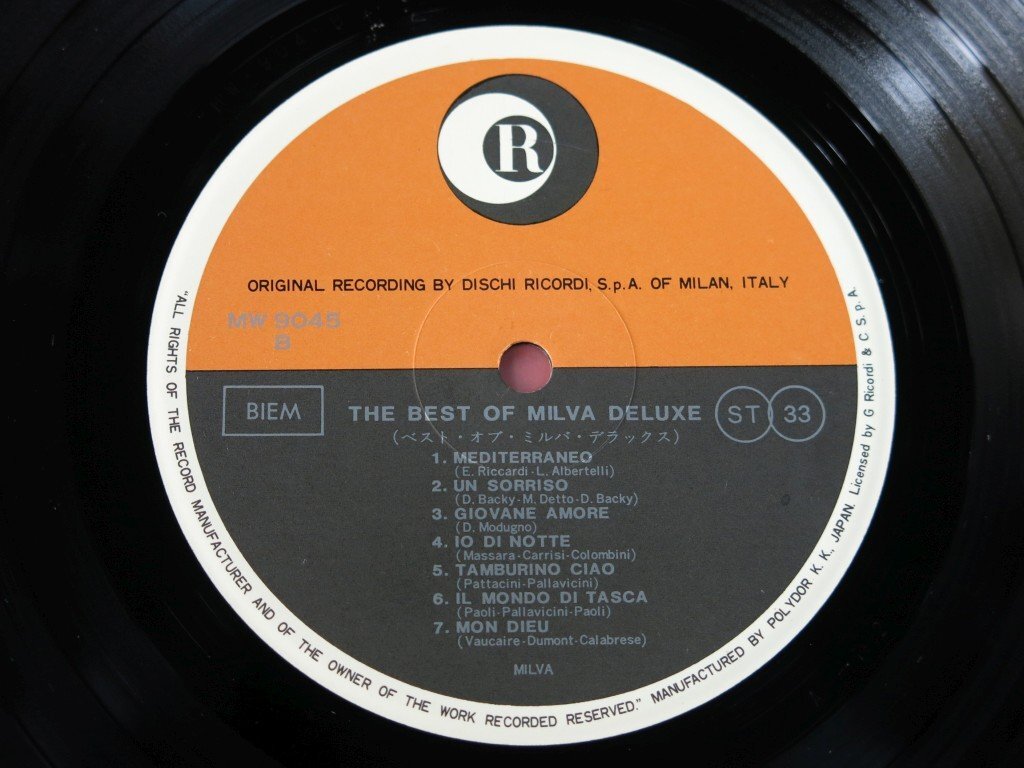 R
ORIGINAL RECORDING BY DISCHI RICORDI, S.p.A. OF MILAN, ITALY
MW 9045
B
BIEM
THE BEST OF MILVA DELUXE
ST 33
(ベスト・オブ・ミルバ・デラックス)
1. MEDITERRANEO
(E. Riccardi-L. Albertelli)
2. UN SORRISO
(D. Backy-M. Detto-D. Backy)
3. GIOVANE AMORE
(D. Modugno)
4. IO DI NOTTE
(Massara-Carrisi-Colombini)
5. TAMBURINO CIAO
(Pattacini-Pallavicini)
6. IL MONDO DI TASCA
(Paoli-Pallavicini-Paoli)
7. MON DIEU
(Vaucaire-Dumont-Calabrese)
MILVA
"ALL RIGHTS OF THE RECORD MANUFACTURER AND OF THE OWNER OF THE WORK RECORDED RESERVED." MANUFACTURED BY POLYDOR K. K., JAPAN. Licensed by G Ricordi & C S. p. A.